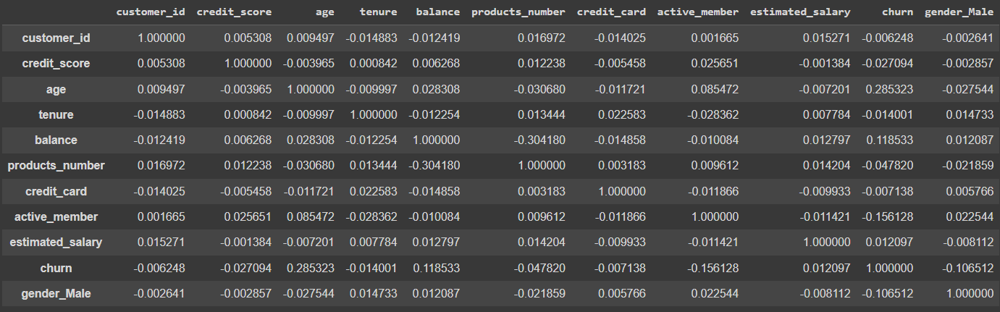 customer_id credit_score age tenure balance products_number credit_card active_member estimated_salary churn gender_Male
customer_id 1.000000 0.005308 0.009497 -0.014883 -0.012419 0.016972 -0.014025 0.001665 0.015271 -0.006248 -0.002641
credit_score 0.005308 1.000000 -0.003965 0.000842 0.006268 0.012238 -0.005458 0.025651 -0.001384 -0.027094 -0.002857
age 0.009497 -0.003965 1.000000 -0.009997 0.028308 -0.030680 -0.011721 0.085472 -0.007201 0.285323 -0.027544
tenure -0.014883 0.000842 -0.009997 1.000000 -0.012254 0.013444 0.022583 -0.028362 0.007784 -0.014001 0.014733
balance -0.012419 0.006268 0.028308 -0.012254 1.000000 -0.304180 -0.014858 -0.010084 0.012797 0.118533 0.012087
products_number 0.016972 0.012238 -0.030680 0.013444 -0.304180 1.000000 0.003183 0.009612 0.014204 -0.047820 -0.021859
credit_card -0.014025 -0.005458 -0.011721 0.022583 -0.014858 0.003183 1.000000 -0.011866 -0.009933 -0.007138 0.005766
active_member 0.001665 0.025651 0.085472 -0.028362 -0.010084 0.009612 -0.011866 1.000000 -0.011421 -0.156128 0.022544
estimated_salary 0.015271 -0.001384 -0.007201 0.007784 0.012797 0.014204 -0.009933 -0.011421 1.000000 0.012097 -0.008112
churn -0.006248 -0.027094 0.285323 -0.014001 0.118533 -0.047820 -0.007138 -0.156128 0.012097 1.000000 -0.106512
gender_Male -0.002641 -0.002857 -0.027544 0.014733 0.012087 -0.021859 0.005766 0.022544 -0.008112 -0.106512 1.000000